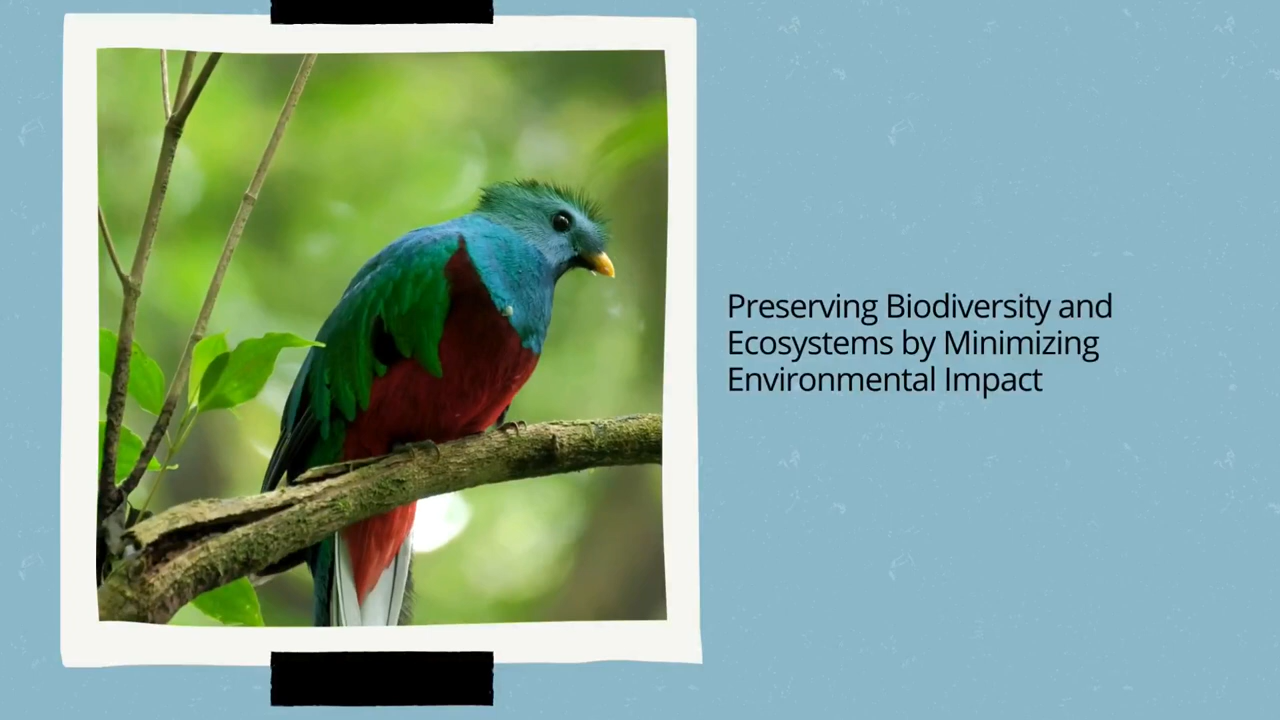 Preserving Biodiversity and
Ecosystems by Minimizing
Environmental Impact